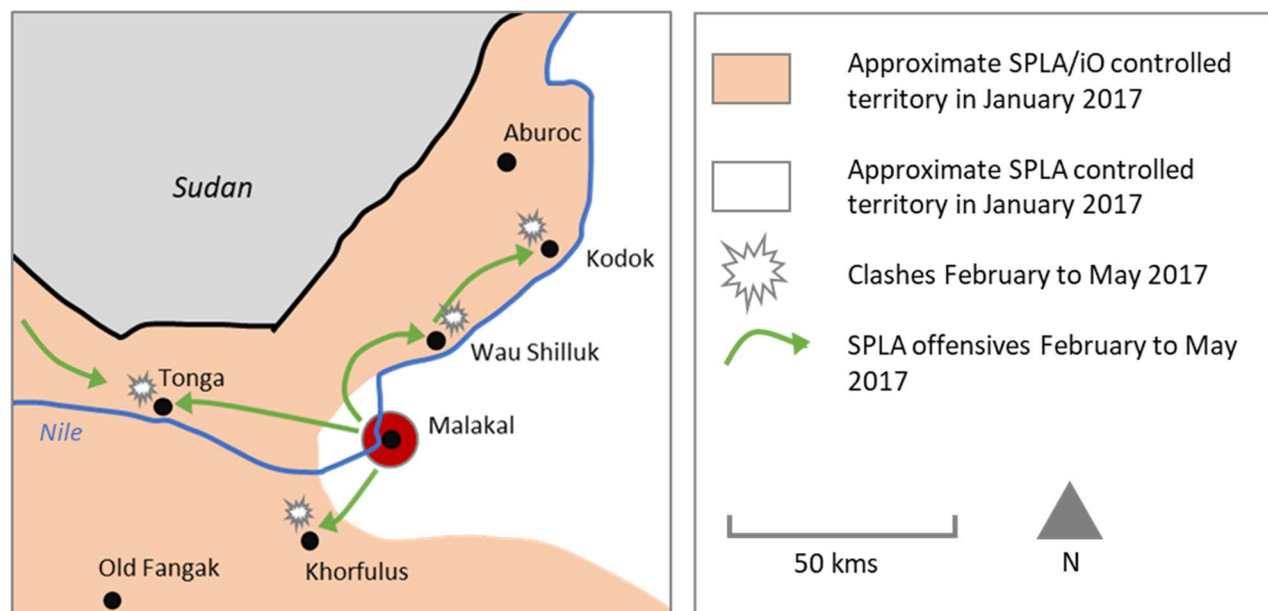 Aburoc
Sudan
Kodok
Wau Shilluk
Tonga
Malakal
Nile
Khorfulus
Old Fangak
Approximate SPLA/iO controlled
territory in January 2017
Approximate SPLA controlled
territory in January 2017
Clashes February to May 2017
SPLA offensives February to May
2017
50 kms
N